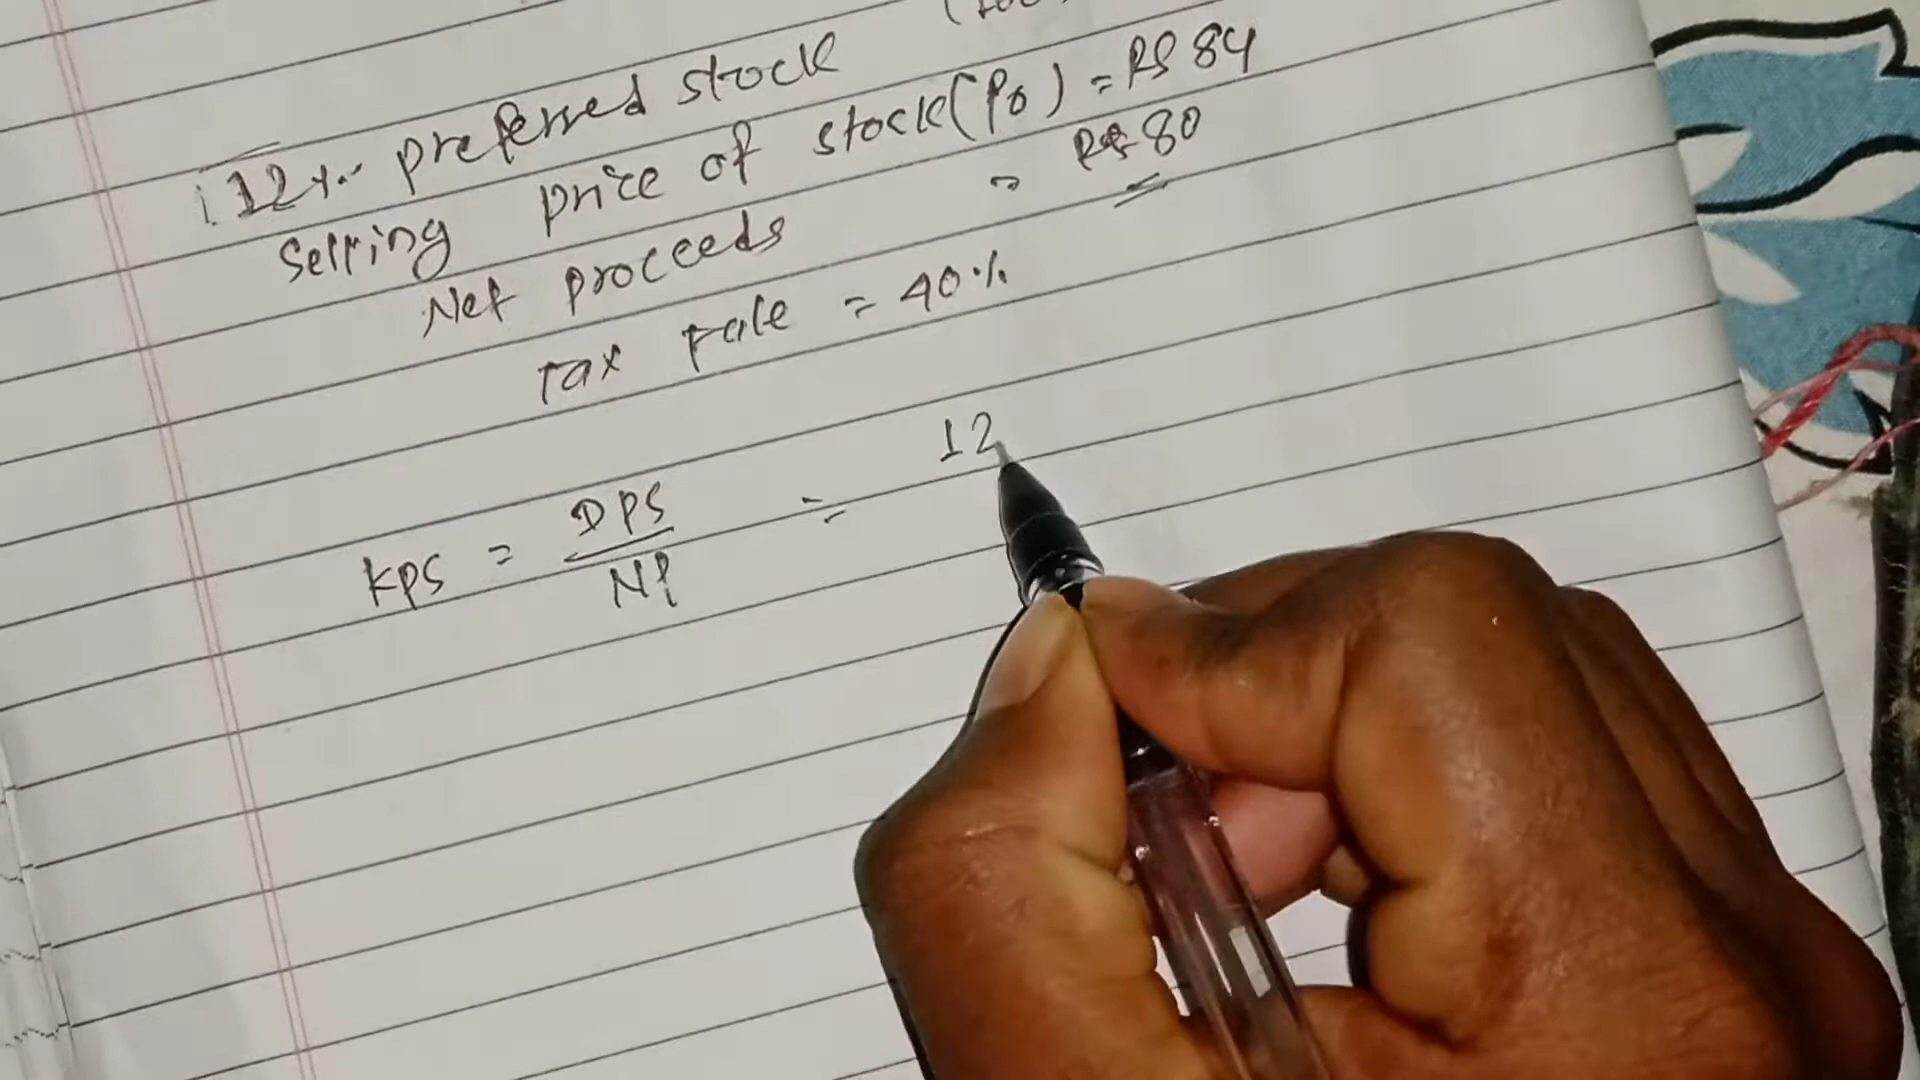 12%. preferred stock
Selling price of stock(P0) = RS 84
Net proceeds = RS 80
Tax rate = 40%
KPS = DPS / NP = 12